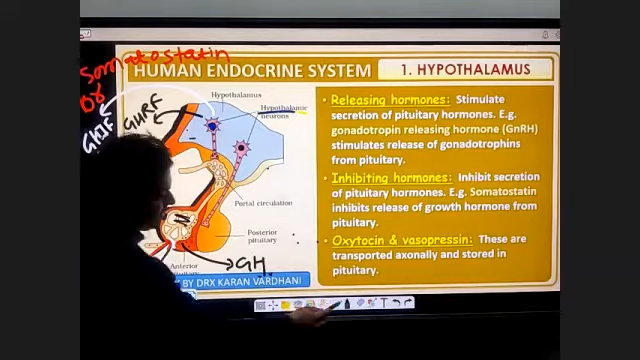 Somatostatin
OR
GHIF
GHRF
HUMAN ENDOCRINE SYSTEM
1. HYPOTHALAMUS
Hypothalamus
Hypothalamic
neurons
Portal circulation
Posterior
pituitary
Anterior
GH
BY DRX KARAN VARDHANI
• Releasing hormones: Stimulate
secretion of pituitary hormones. E.g.
gonadotropin releasing hormone (GnRH)
stimulates release of gonadotrophins
from pituitary.
• Inhibiting hormones: Inhibit secretion
of pituitary hormones. E.g. Somatostatin
inhibits release of growth hormone from
pituitary.
• Oxytocin & vasopressin: These are
transported axonally and stored in
pituitary.